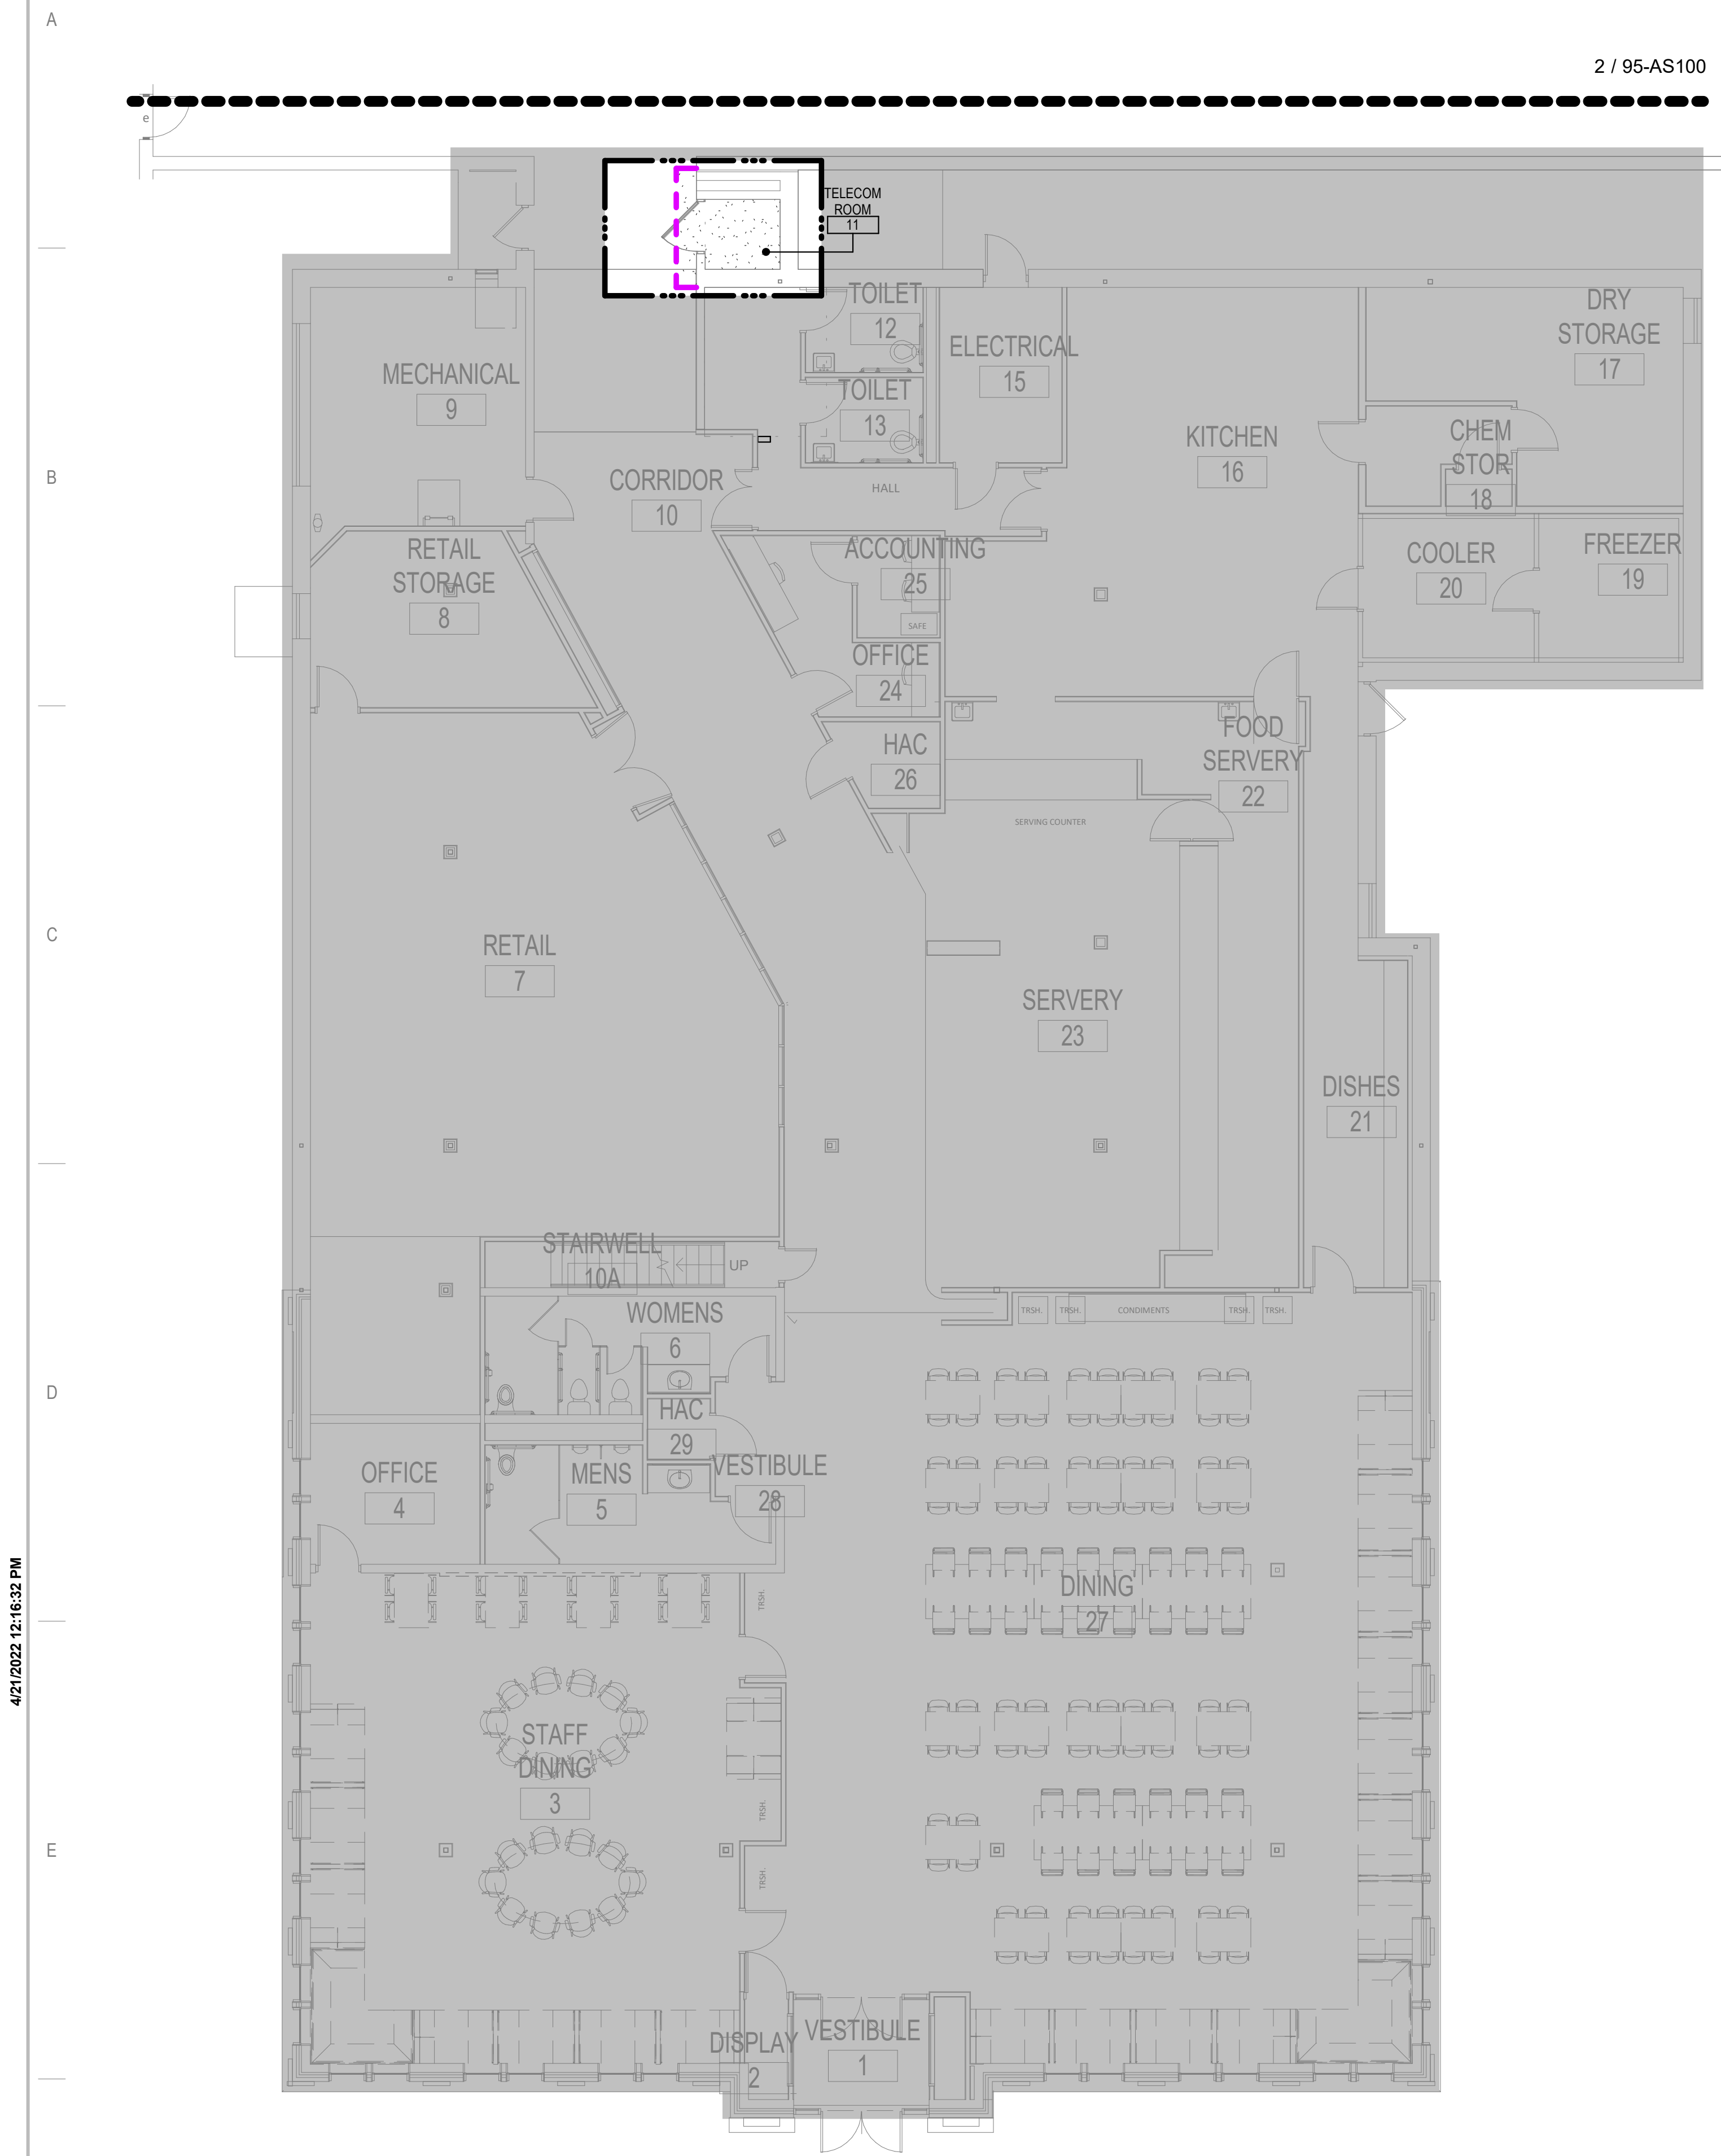 A
2 / 95-AS100
e
TELECOM
ROOM
11
TOILET
12
DRY
STORAGE
17
ELECTRICAL
15
MECHANICAL
9
TOILET
13
KITCHEN
16
CHEM
STOR
18
B
CORRIDOR
10
HALL
RETAIL
STORAGE
8
ACCOUNTING
25
SAFE
COOLER
20
FREEZER
19
OFFICE
24
HAC
26
FOOD
SERVERY
22
SERVING COUNTER
C
RETAIL
7
SERVERY
23
DISHES
21
STAIRWELL
10A
UP
WOMENS
6
TRSH.
TRSH.
CONDIMENTS
TRSH.
TRSH.
D
HAC
29
OFFICE
4
MENS
5
VESTIBULE
28
DINING
27
TRSH.
4/21/2022 12:16:32 PM
STAFF
DINING
3
TRSH.
E
TRSH.
DISPLAY
2
VESTIBULE
1